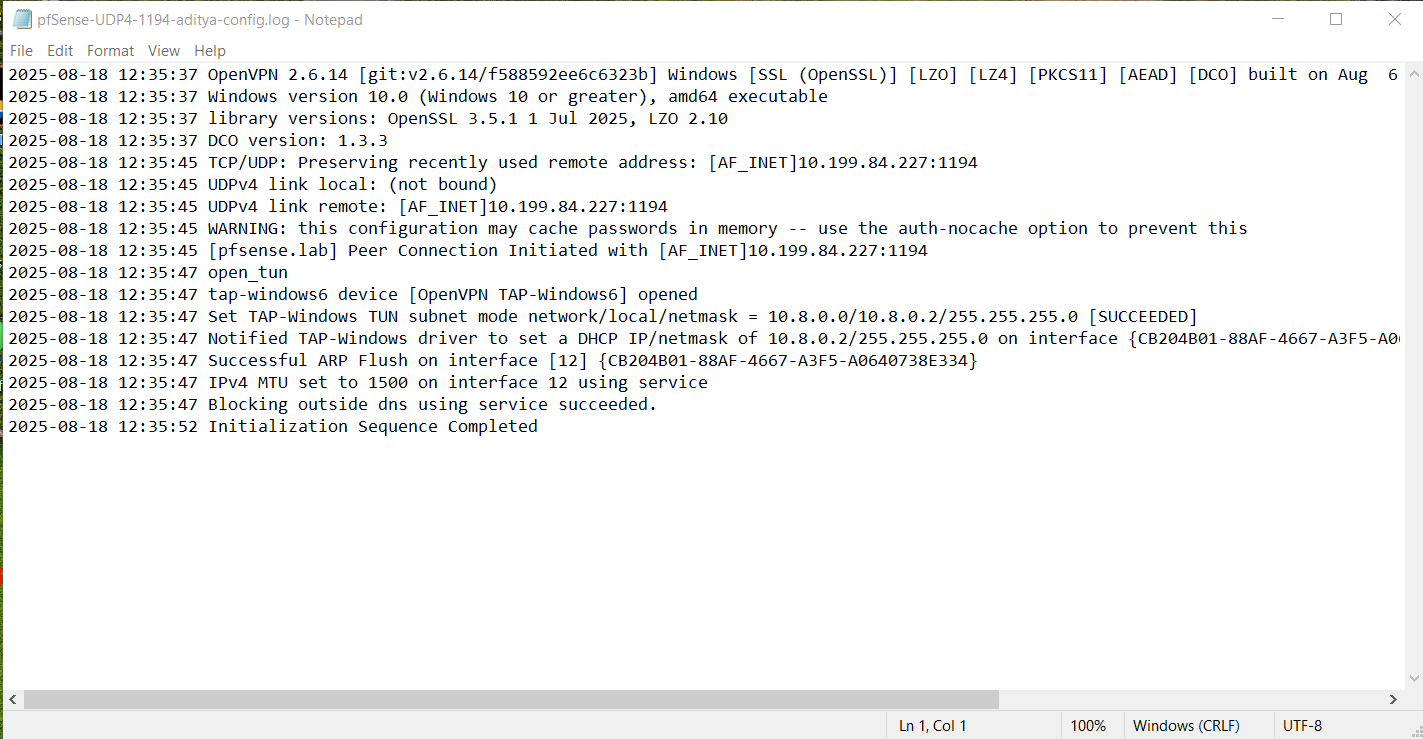 pfSense-UDP4-1194-aditya-config.log - Notepad
File Edit Format View Help
2025-08-18 12:35:37 OpenVPN 2.6.14 [git:v2.6.14/f588592ee6c6323b] Windows [SSL (OpenSSL)] [LZO] [LZ4] [PKCS11] [AEAD] [DCO] built on Aug  6
2025-08-18 12:35:37 Windows version 10.0 (Windows 10 or greater), amd64 executable
2025-08-18 12:35:37 library versions: OpenSSL 3.5.1 1 Jul 2025, LZO 2.10
2025-08-18 12:35:37 DCO version: 1.3.3
2025-08-18 12:35:45 TCP/UDP: Preserving recently used remote address: [AF_INET]10.199.84.227:1194
2025-08-18 12:35:45 UDPv4 link local: (not bound)
2025-08-18 12:35:45 UDPv4 link remote: [AF_INET]10.199.84.227:1194
2025-08-18 12:35:45 WARNING: this configuration may cache passwords in memory -- use the auth-nocache option to prevent this
2025-08-18 12:35:45 [pfsense.lab] Peer Connection Initiated with [AF_INET]10.199.84.227:1194
2025-08-18 12:35:47 open_tun
2025-08-18 12:35:47 tap-windows6 device [OpenVPN TAP-Windows6] opened
2025-08-18 12:35:47 Set TAP-Windows TUN subnet mode network/local/netmask = 10.8.0.0/10.8.0.2/255.255.255.0 [SUCCEEDED]
2025-08-18 12:35:47 Notified TAP-Windows driver to set a DHCP IP/netmask of 10.8.0.2/255.255.255.0 on interface {CB204B01-88AF-4667-A3F5-A0
2025-08-18 12:35:47 Successful ARP Flush on interface [12] {CB204B01-88AF-4667-A3F5-A0640738E334}
2025-08-18 12:35:47 IPv4 MTU set to 1500 on interface 12 using service
2025-08-18 12:35:47 Blocking outside dns using service succeeded.
2025-08-18 12:35:52 Initialization Sequence Completed
Ln 1, Col 1 100% Windows (CRLF) UTF-8